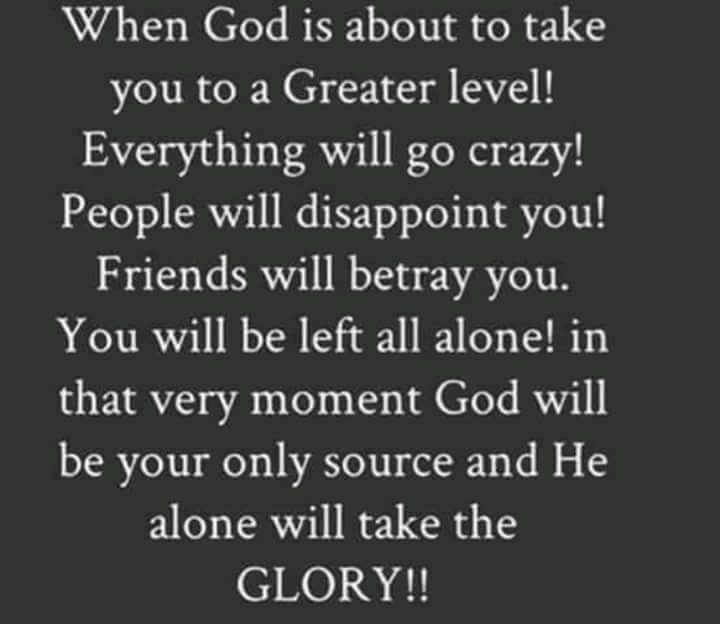 When God is about to take
you to a Greater level!
Everything will go crazy!
People will disappoint you!
Friends will betray you.
You will be left all alone! in
that very moment God will
be your only source and He
alone will take the
GLORY!!